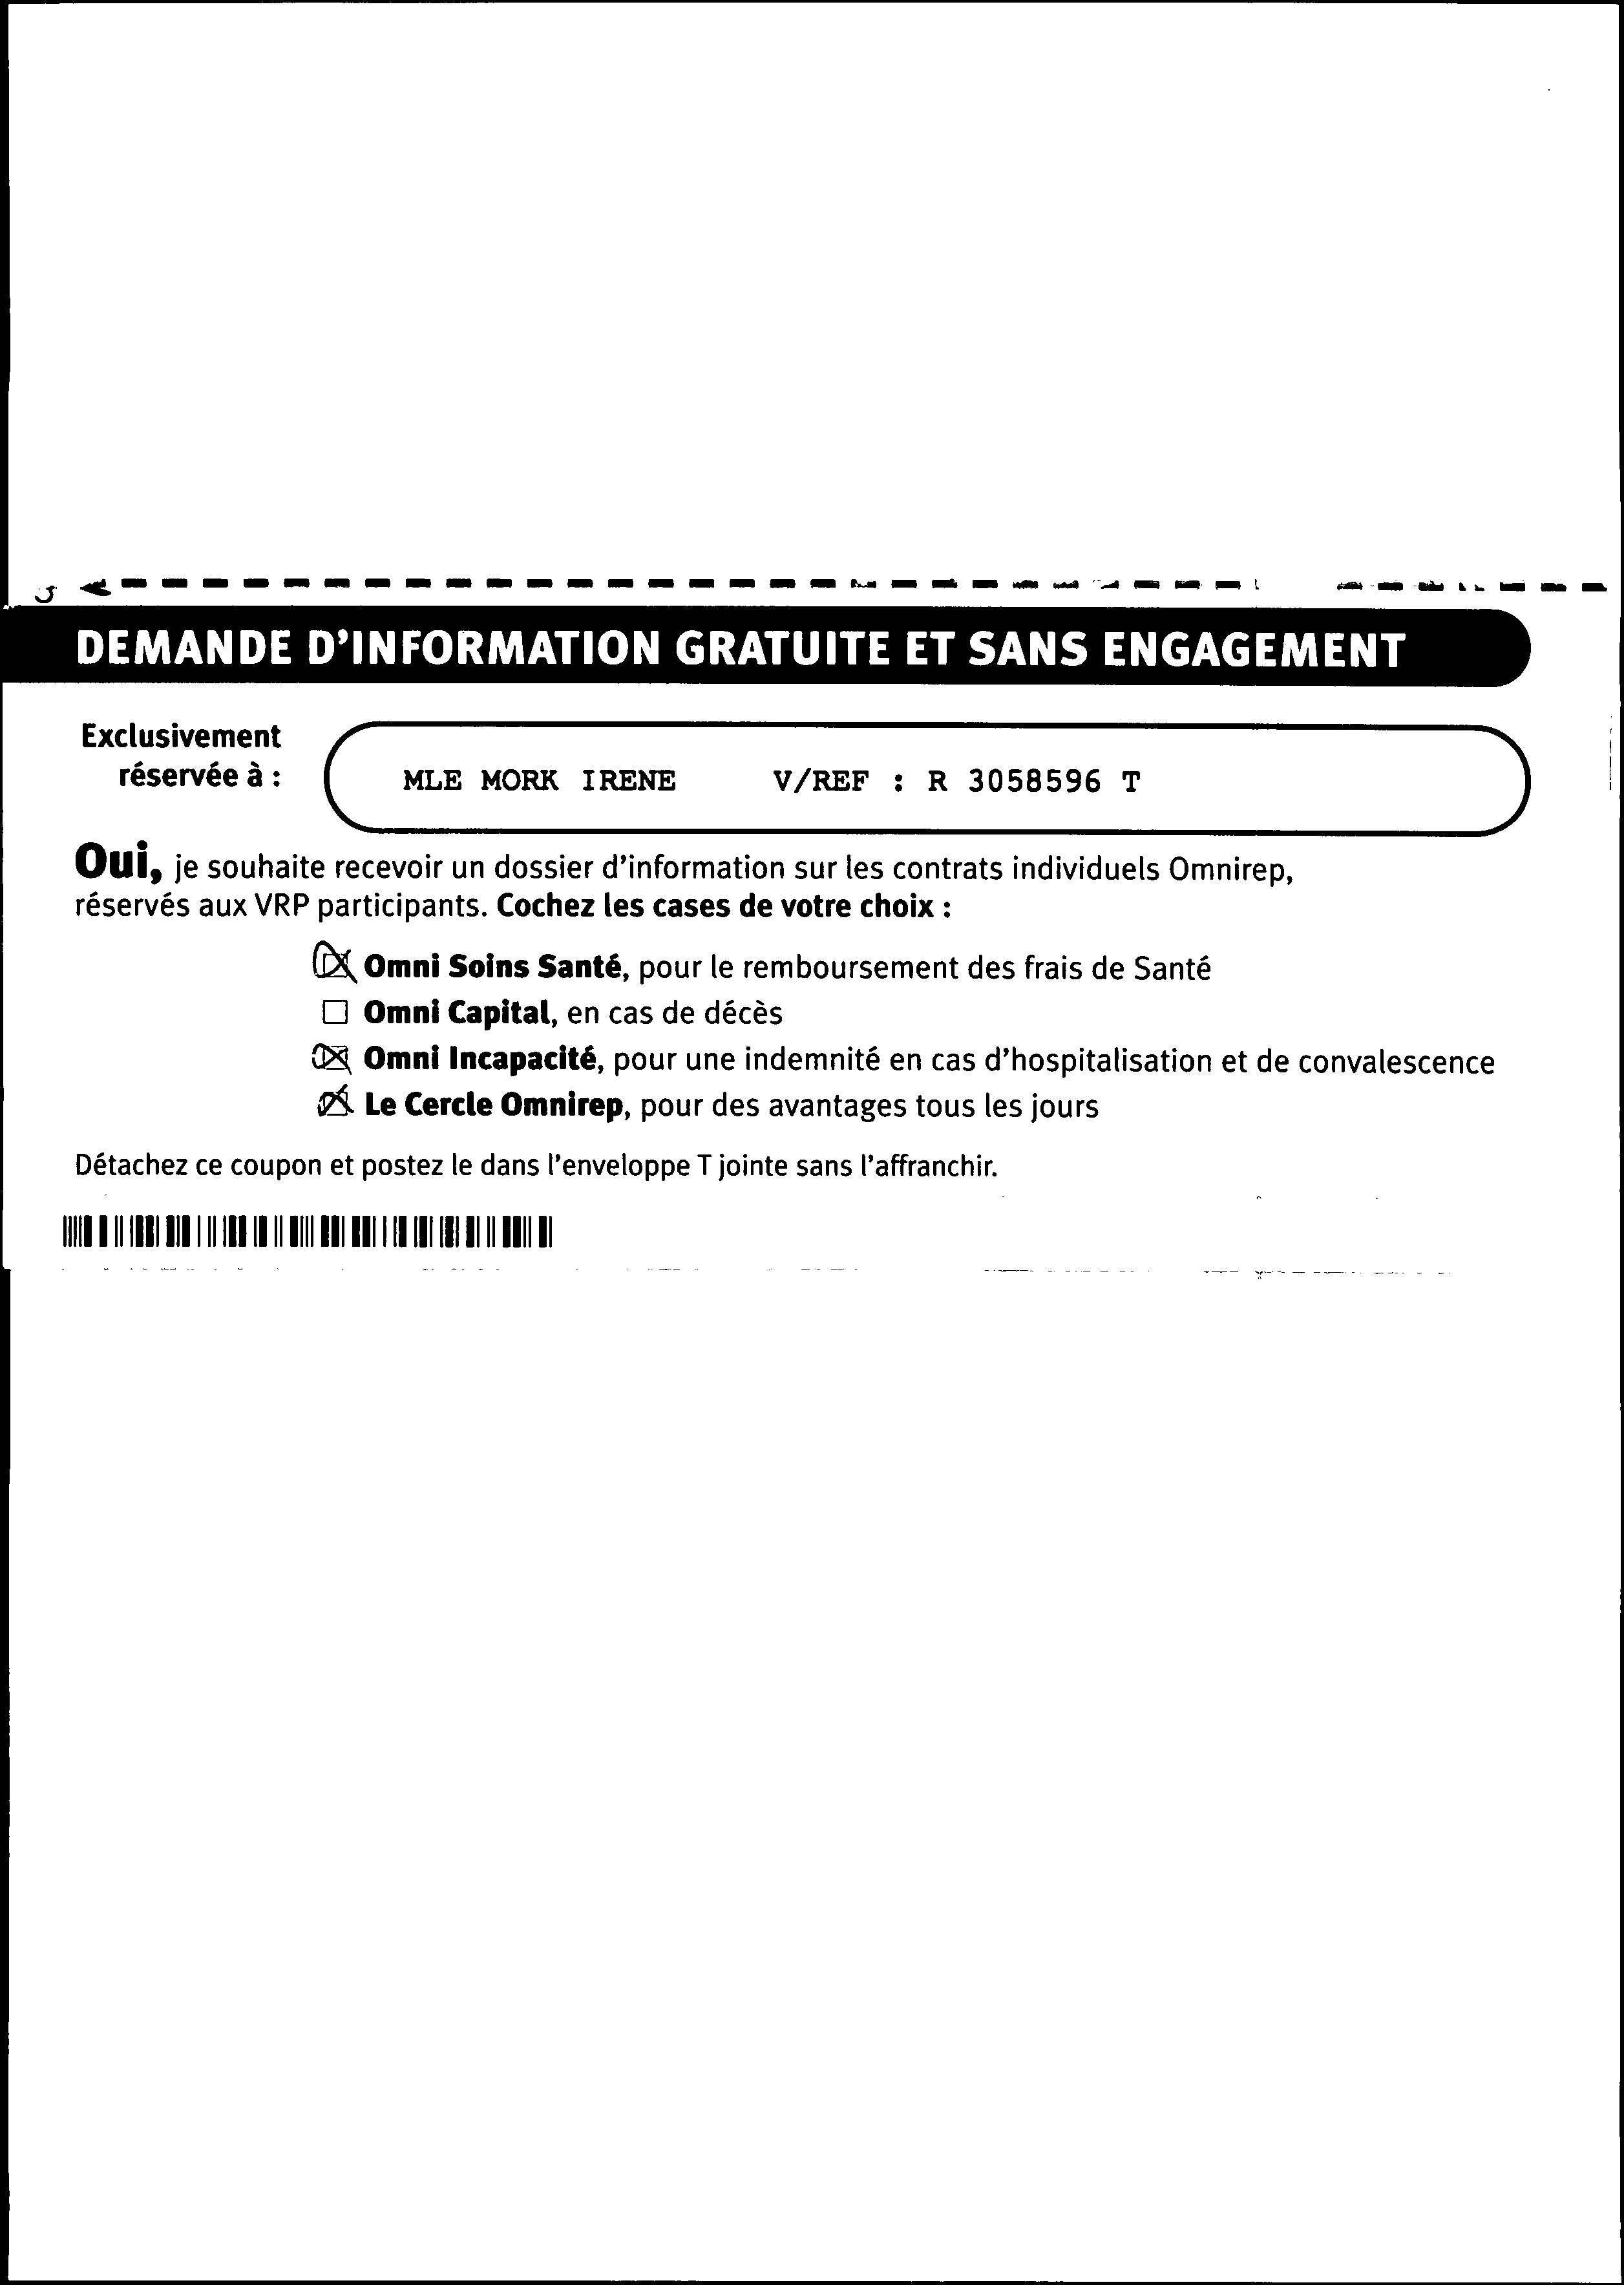 DEMANDE D'INFORMATION GRATUITE ET SANS ENGAGEMENT
Exclusivement
réservée à :
MLE MORK IRENE V/REF : R 3058596 T
Oui, je souhaite recevoir un dossier d'information sur les contrats individuels Omnirep,
réservés aux VRP participants. Cochez les cases de votre choix :
☒ Omni Soins Santé, pour le remboursement des frais de Santé
☐ Omni Capital, en cas de décès
☒ Omni Incapacité, pour une indemnité en cas d'hospitalisation et de convalescence
☒ Le Cercle Omnirep, pour des avantages tous les jours
Détachez ce coupon et postez le dans l'enveloppe T jointe sans l'affranchir.